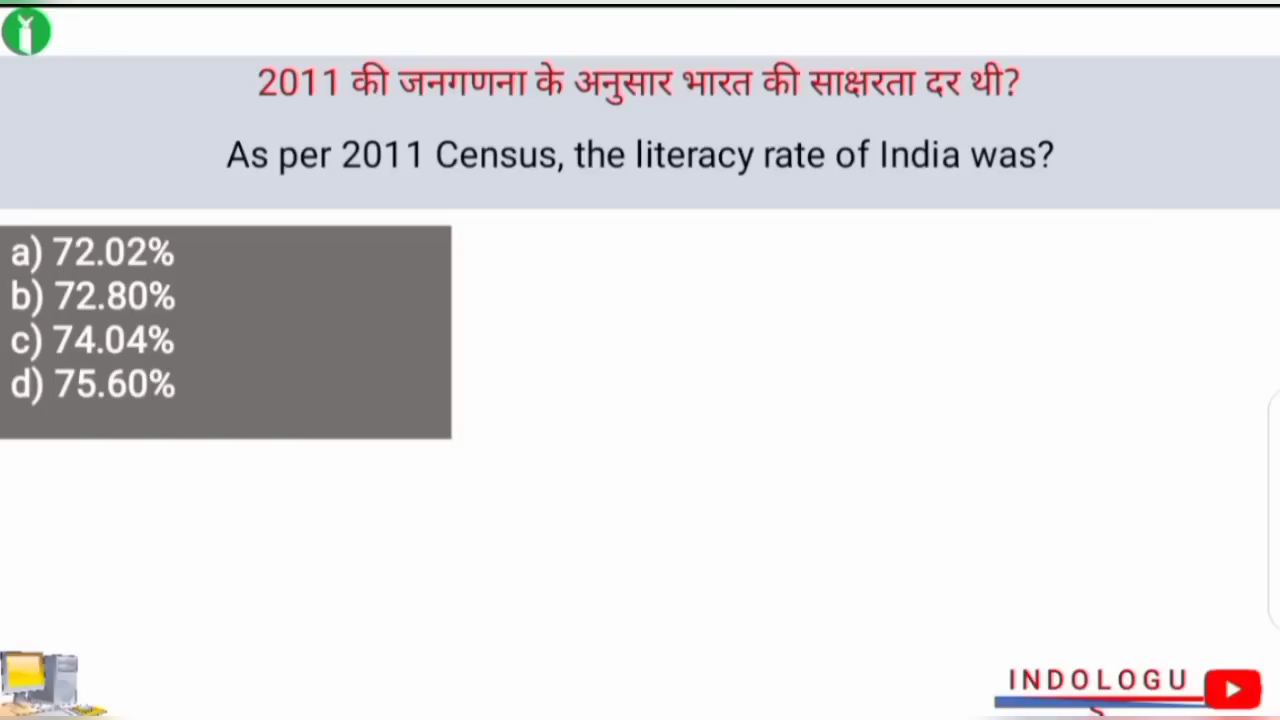 2011 की जनगणना के अनुसार भारत की साक्षरता दर थी?
As per 2011 Census, the literacy rate of India was?
a) 72.02%
b) 72.80%
c) 74.04%
d) 75.60%
INDOLOGU
S